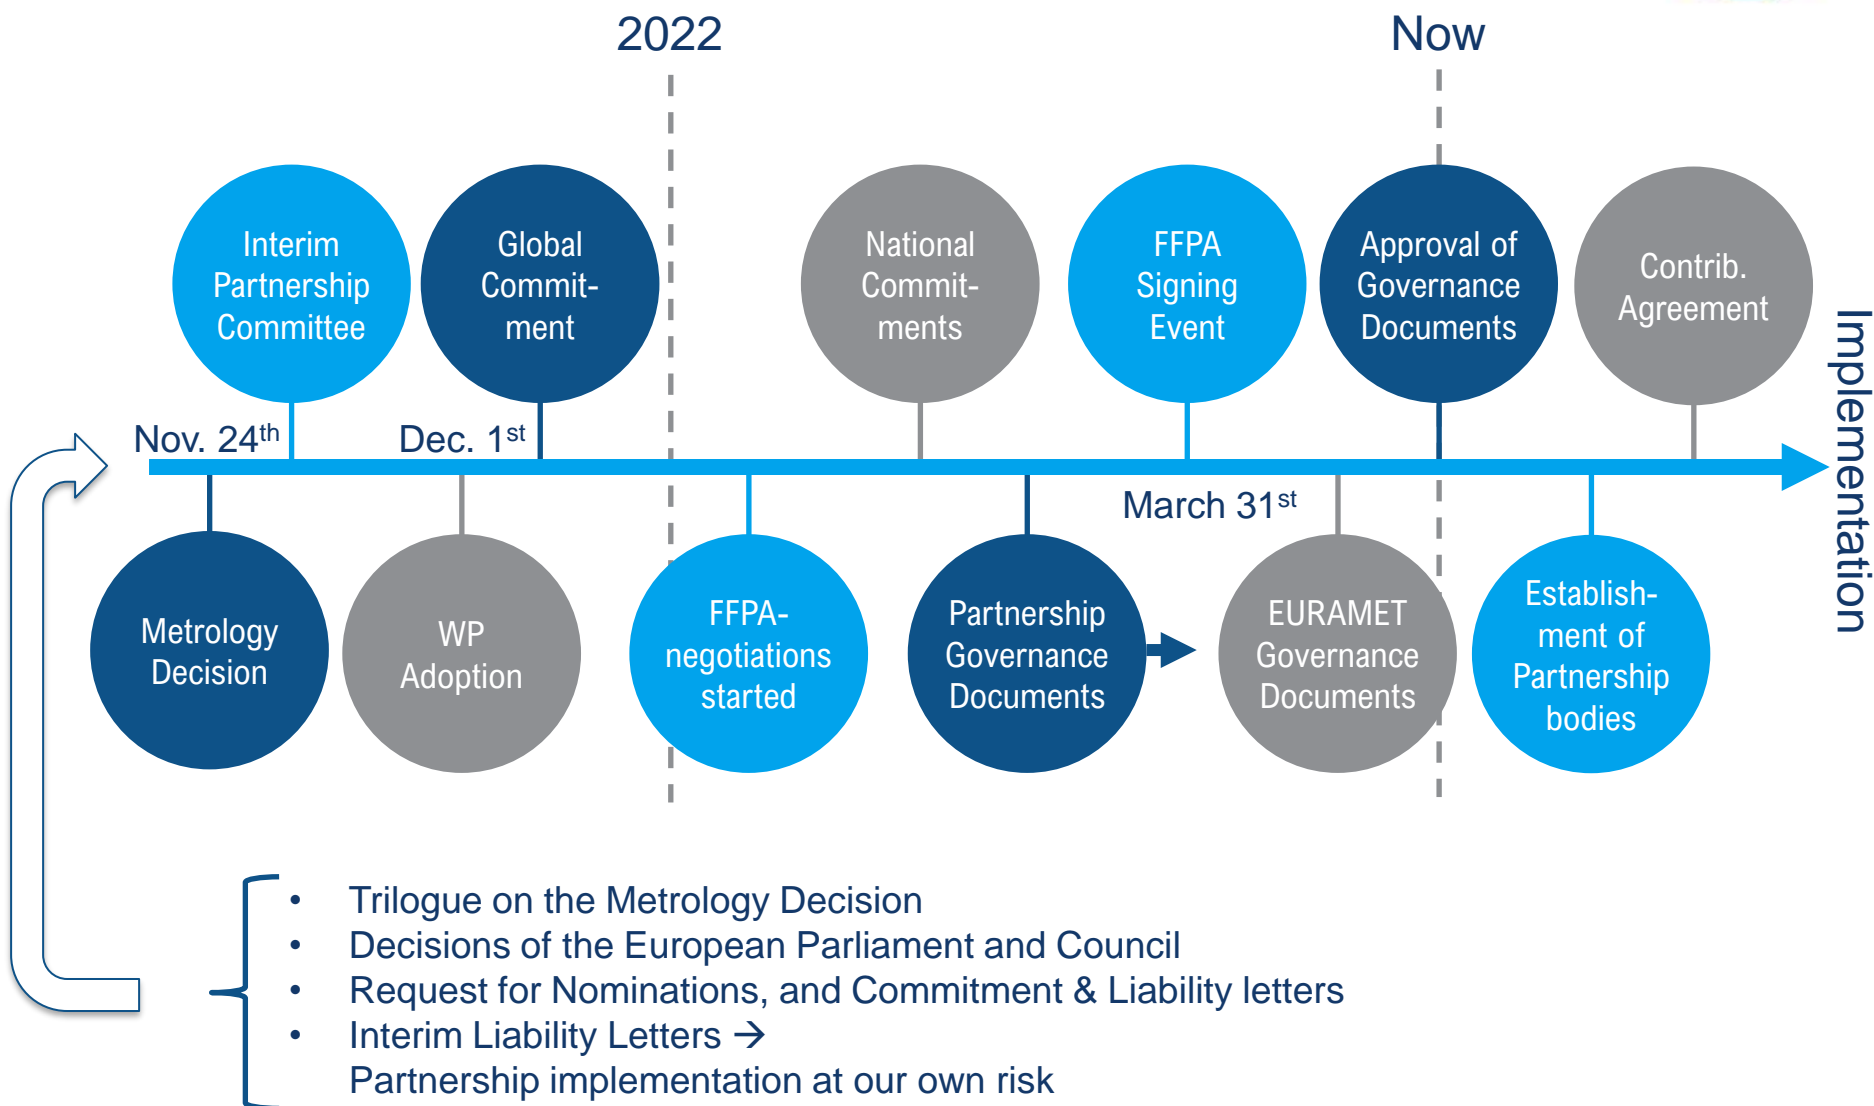 2022
Now
Interim
Partnership
Committee
Global
Commit-
ment
National
Commit-
ments
FFPA
Signing
Event
Approval of
Governance
Documents
Contrib.
Agreement
Implementation
Nov. 24th
Dec. 1st
March 31st
Metrology
Decision
WP
Adoption
FFPA-
negotiations
started
Partnership
Governance
Documents
EURAMET
Governance
Documents
Establish-
ment of
Partnership
bodies
• Trilogue on the Metrology Decision
• Decisions of the European Parliament and Council
• Request for Nominations, and Commitment & Liability letters
• Interim Liability Letters →
Partnership implementation at our own risk